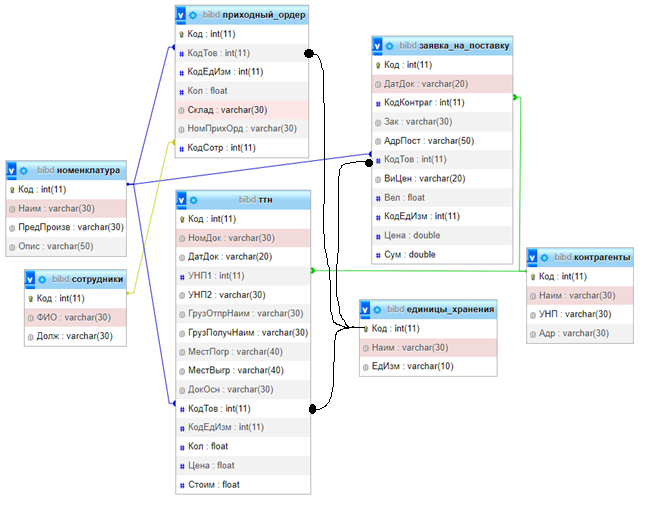 bibd приходный_ордер
Код : int(11)
КодТов : int(11)
КодЕдИзм : int(11)
Кол : float
Склад : varchar(30)
НомПрихОрд : varchar(30)
КодСотр : int(11)
bibd заявка_на_поставку
Код : int(11)
ДатДок : varchar(20)
КодКонтраг : int(11)
Зак : varchar(30)
АдрПост : varchar(50)
КодТов : int(11)
ВиЦен : varchar(20)
Вел : float
КодЕдИзм : int(11)
Цена : double
Сум : double
bibd номенклатура
Код : int(11)
Наим : varchar(30)
ПредПроизв : varchar(30)
Опис : varchar(50)
bibd ттн
Код : int(11)
НомДок : varchar(30)
ДатДок : varchar(20)
УНП1 : int(11)
УНП2 : varchar(30)
ГрузОтпрНаим : varchar(30)
ГрузПолучНаим : varchar(30)
МестПогр : varchar(40)
МестВыгр : varchar(40)
ДокОсн : varchar(30)
КодТов : int(11)
КодЕдИзм : int(11)
Кол : float
Цена : float
Стоим : float
bibd сотрудники
Код : int(11)
ФИО : varchar(30)
Долж : varchar(30)
bibd контрагенты
Код : int(11)
Наим : varchar(30)
УНП : varchar(30)
Адр : varchar(30)
bibd единицы_хранения
Код : int(11)
Наим : varchar(30)
ЕдИзм : varchar(10)